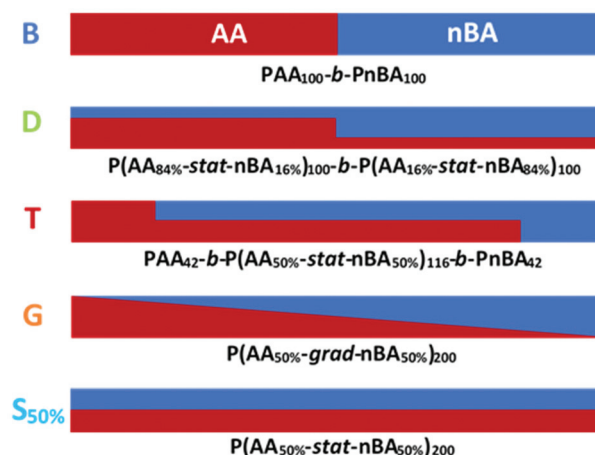 B AA nBA
PAA₁₀₀-b-PnBA₁₀₀
D
P(AA₈₄%-stat-nBA₁₆%)₁₀₀-b-P(AA₁₆%-stat-nBA₈₄%)₁₀₀
T
PAA₄₂-b-P(AA₅₀%-stat-nBA₅₀%)₁₁₆-b-PnBA₄₂
G
P(AA₅₀%-grad-nBA₅₀%)₂₀₀
S₅₀%
P(AA₅₀%-stat-nBA₅₀%)₂₀₀